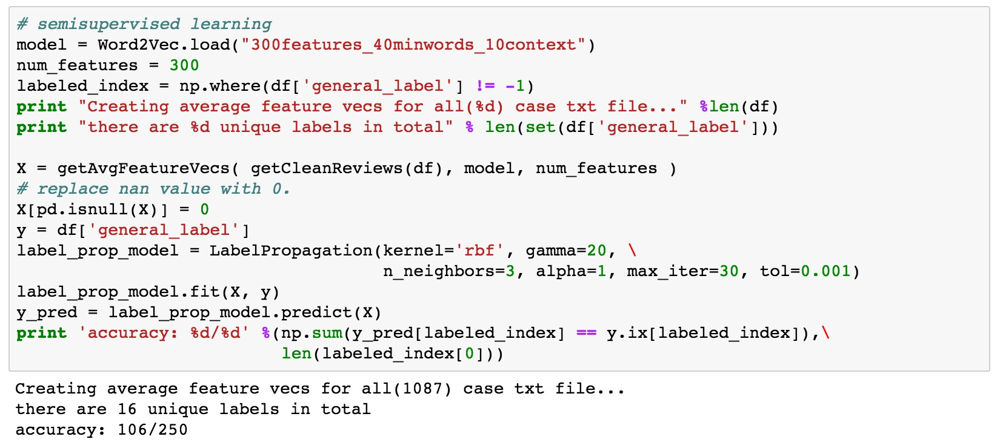 # semisupervised learning
model = Word2Vec.load("300features_40minwords_10context")
num_features = 300
labeled_index = np.where(df['general_label'] != -1)
print "Creating average feature vecs for all(%d) case txt file..." %len(df)
print "there are %d unique labels in total" % len(set(df['general_label']))

X = getAvgFeatureVecs( getCleanReviews(df), model, num_features )
# replace nan value with 0.
X[pd.isnull(X)] = 0
y = df['general_label']
label_prop_model = LabelPropagation(kernel='rbf', gamma=20, \
                                    n_neighbors=3, alpha=1, max_iter=30, tol=0.001)
label_prop_model.fit(X, y)
y_pred = label_prop_model.predict(X)
print 'accuracy: %d/%d' %(np.sum(y_pred[labeled_index] == y.ix[labeled_index]),\
                          len(labeled_index[0]))
Creating average feature vecs for all(1087) case txt file...
there are 16 unique labels in total
accuracy: 106/250